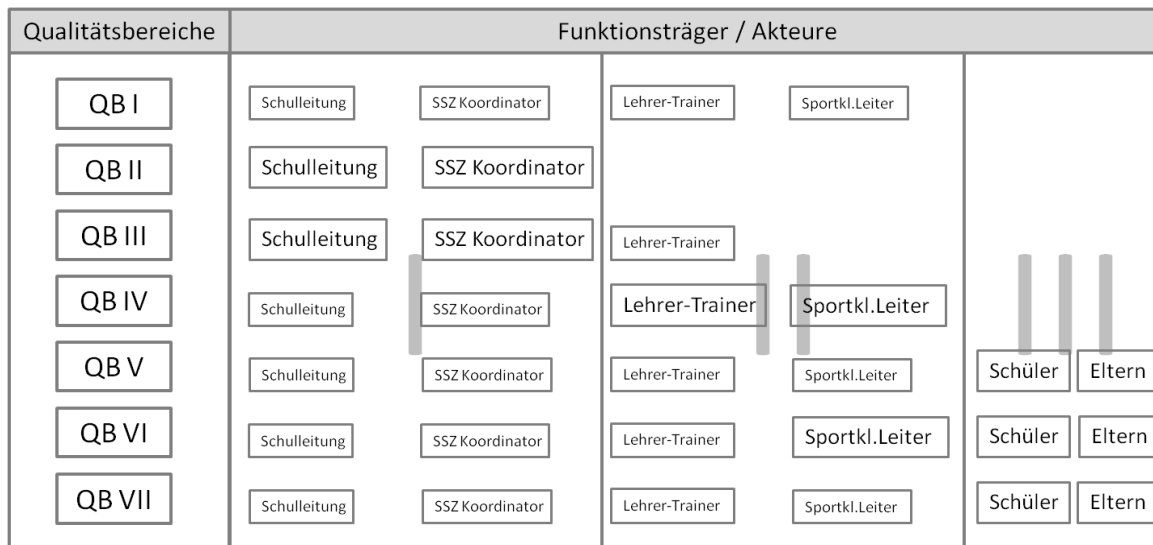 Qualitätsbereiche Funktionsträger / Akteure
QB I Schulleitung SSZ Koordinator Lehrer-Trainer Sportkl.Leiter
QB II Schulleitung SSZ Koordinator
QB III Schulleitung SSZ Koordinator Lehrer-Trainer
QB IV Schulleitung SSZ Koordinator Lehrer-Trainer Sportkl.Leiter
QB V Schulleitung SSZ Koordinator Lehrer-Trainer Sportkl.Leiter Schüler Eltern
QB VI Schulleitung SSZ Koordinator Lehrer-Trainer Sportkl.Leiter Schüler Eltern
QB VII Schulleitung SSZ Koordinator Lehrer-Trainer Sportkl.Leiter Schüler Eltern